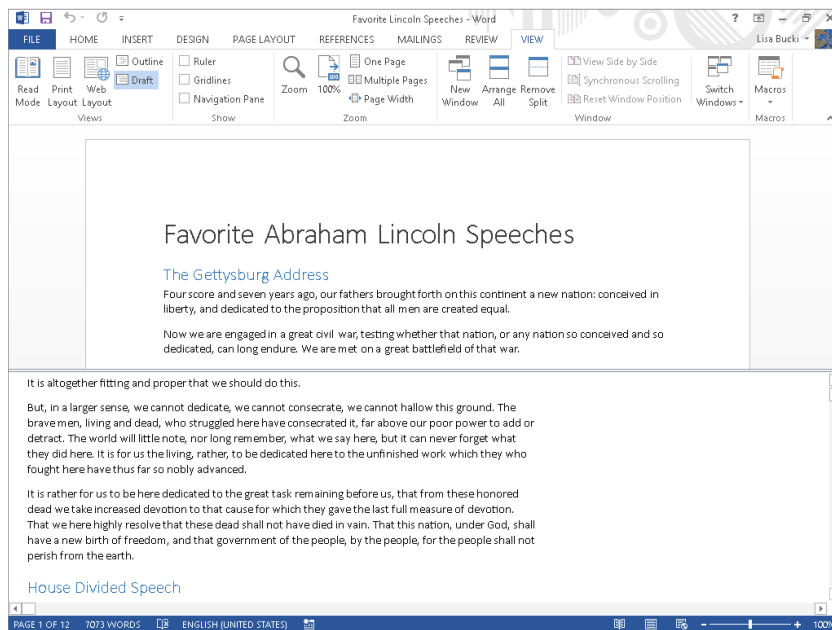 Favorite Lincoln Speeches - Word
FILE HOME INSERT DESIGN PAGE LAYOUT REFERENCES MAILINGS REVIEW VIEW Lisa Bucki
Read Mode
Print Layout
Web Layout
Outline
Draft
Views
Ruler
Gridlines
Navigation Pane
Show
Zoom
100%
One Page
Multiple Pages
Page Width
Zoom
New Window
Arrange All
Remove Split
View Side by Side
Synchronous Scrolling
Reset Window Position
Switch Windows
Window
Macros
Macros
Favorite Abraham Lincoln Speeches
The Gettysburg Address
Four score and seven years ago, our fathers brought forth on this continent a new nation: conceived in
liberty, and dedicated to the proposition that all men are created equal.
Now we are engaged in a great civil war, testing whether that nation, or any nation so conceived and so
dedicated, can long endure. We are met on a great battlefield of that war.
It is altogether fitting and proper that we should do this.
But, in a larger sense, we cannot dedicate, we cannot consecrate, we cannot hallow this ground. The
brave men, living and dead, who struggled here have consecrated it, far above our poor power to add or
detract. The world will little note, nor long remember, what we say here, but it can never forget what
they did here. It is for us the living, rather, to be dedicated here to the unfinished work which they who
fought here have thus far so nobly advanced.
It is rather for us to be here dedicated to the great task remaining before us, that from these honored
dead we take increased devotion to that cause for which they gave the last full measure of devotion.
That we here highly resolve that these dead shall not have died in vain. That this nation, under God, shall
have a new birth of freedom, and that government of the people, by the people, for the people shall not
perish from the earth.
House Divided Speech
PAGE 1 OF 12 7073 WORDS ENGLISH (UNITED STATES) 100%